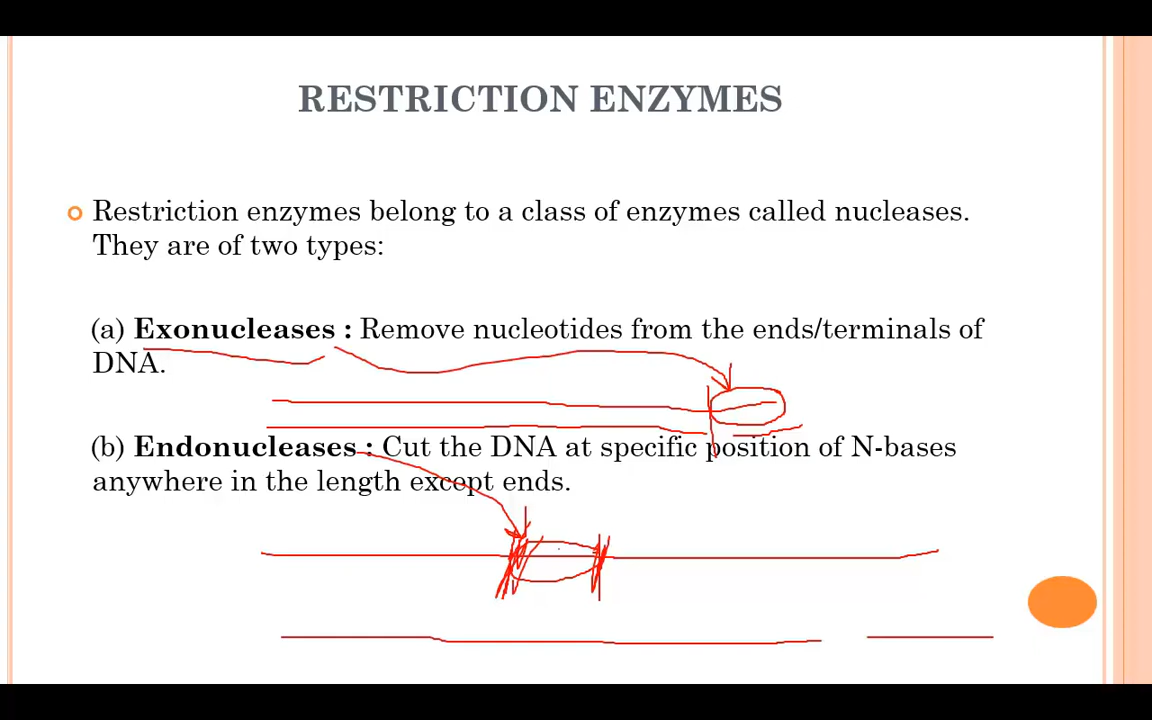 RESTRICTION ENZYMES
Restriction enzymes belong to a class of enzymes called nucleases.
They are of two types:
(a) Exonucleases : Remove nucleotides from the ends/terminals of
DNA.
(b) Endonucleases : Cut the DNA at specific position of N-bases
anywhere in the length except ends.